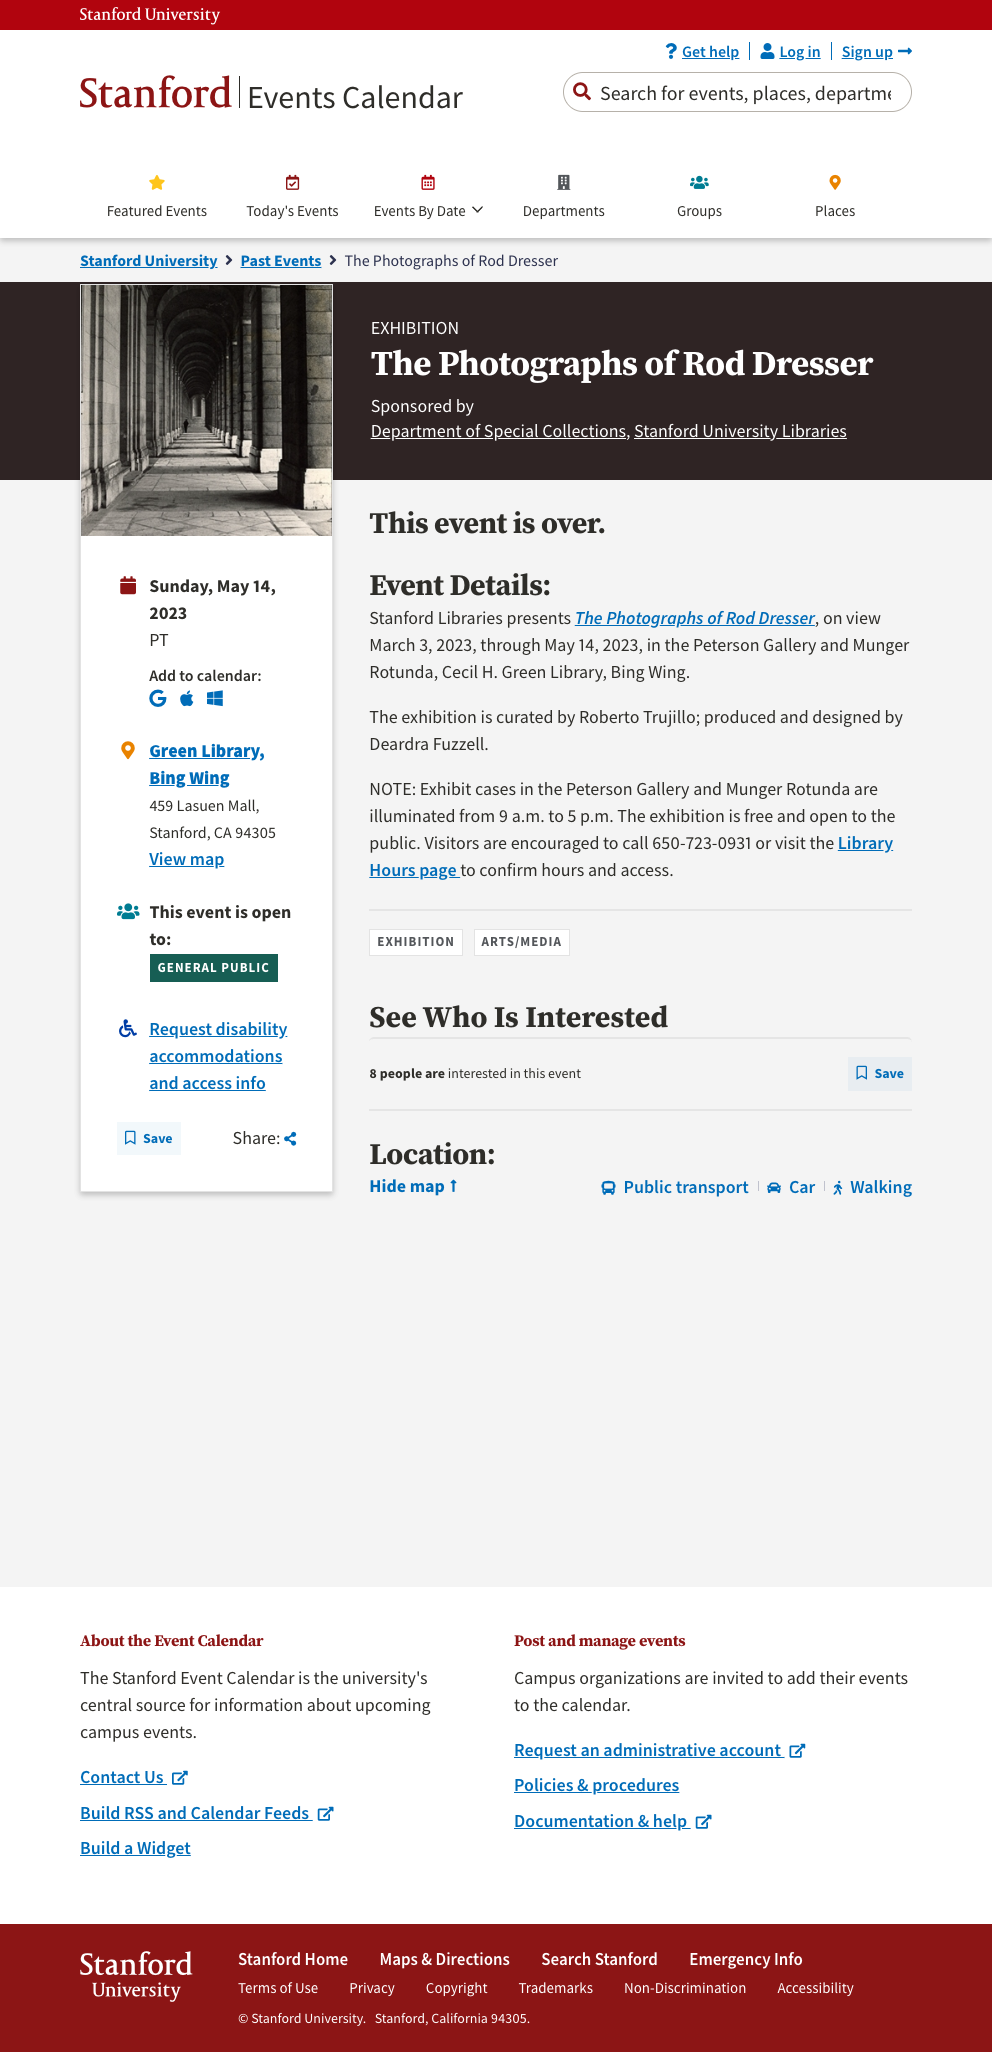 Stanford University
Get help
Log in
Sign up
Stanford Events Calendar
Search for events, places, departme
Featured Events
Today's Events
Events By Date
Departments
Groups
Places
Stanford University > Past Events > The Photographs of Rod Dresser
EXHIBITION
The Photographs of Rod Dresser
Sponsored by
Department of Special Collections, Stanford University Libraries
Sunday, May 14,
2023
PT
Add to calendar:
Green Library,
Bing Wing
459 Lasuen Mall,
Stanford, CA 94305
View map
This event is open
to:
GENERAL PUBLIC
Request disability
accommodations
and access info
Save
Share:
This event is over.
Event Details:
Stanford Libraries presents The Photographs of Rod Dresser, on view
March 3, 2023, through May 14, 2023, in the Peterson Gallery and Munger
Rotunda, Cecil H. Green Library, Bing Wing.
The exhibition is curated by Roberto Trujillo; produced and designed by
Deardra Fuzzell.
NOTE: Exhibit cases in the Peterson Gallery and Munger Rotunda are
illuminated from 9 a.m. to 5 p.m. The exhibition is free and open to the
public. Visitors are encouraged to call 650-723-0931 or visit the Library
Hours page to confirm hours and access.
EXHIBITION
ARTS/MEDIA
See Who Is Interested
8 people are interested in this event
Save
Location:
Hide map ↑
Public transport
Car
Walking
About the Event Calendar
The Stanford Event Calendar is the university's
central source for information about upcoming
campus events.
Contact Us
Build RSS and Calendar Feeds
Build a Widget
Post and manage events
Campus organizations are invited to add their events
to the calendar.
Request an administrative account
Policies & procedures
Documentation & help
Stanford
University
Stanford Home
Maps & Directions
Search Stanford
Emergency Info
Terms of Use
Privacy
Copyright
Trademarks
Non-Discrimination
Accessibility
© Stanford University. Stanford, California 94305.